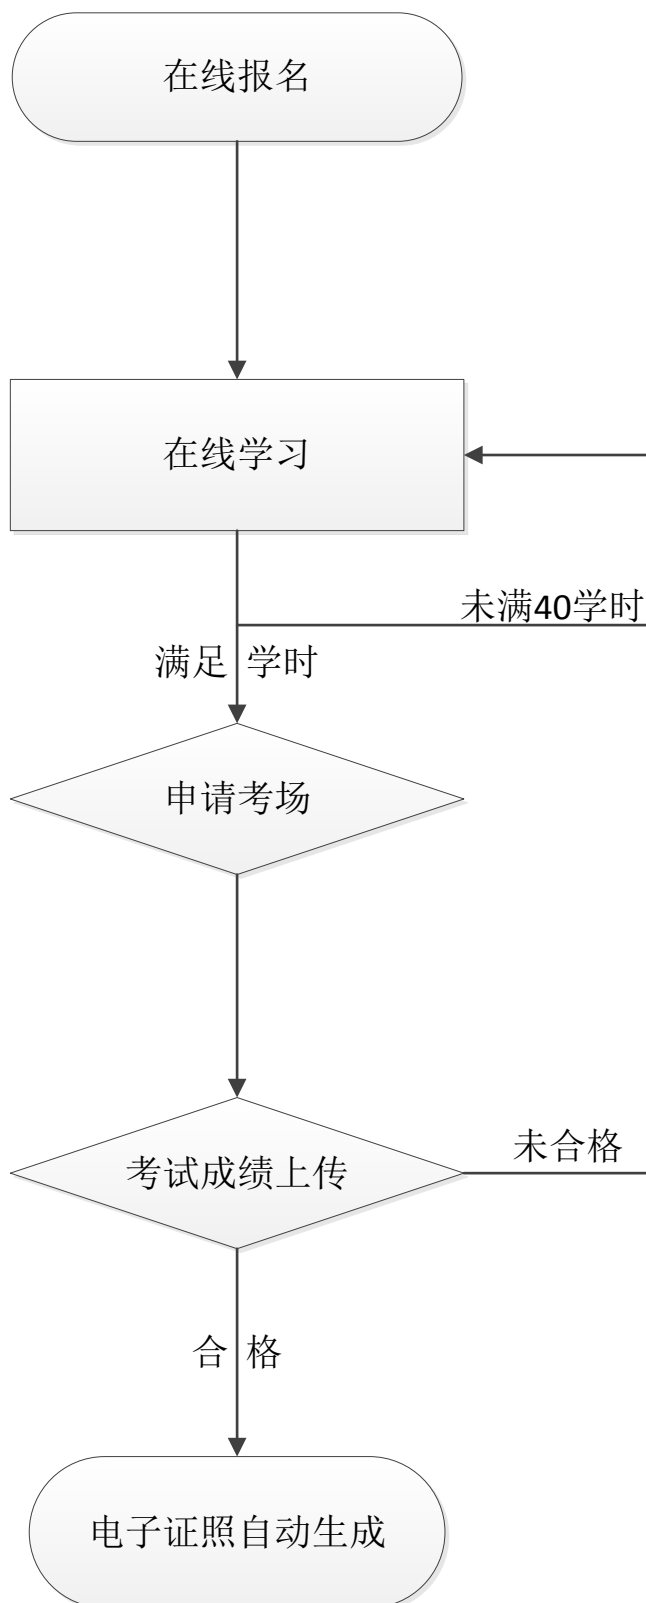 在线报名
在线学习
未满40学时
满足 学时
申请考场
考试成绩上传
未合格
合 格
电子证照自动生成